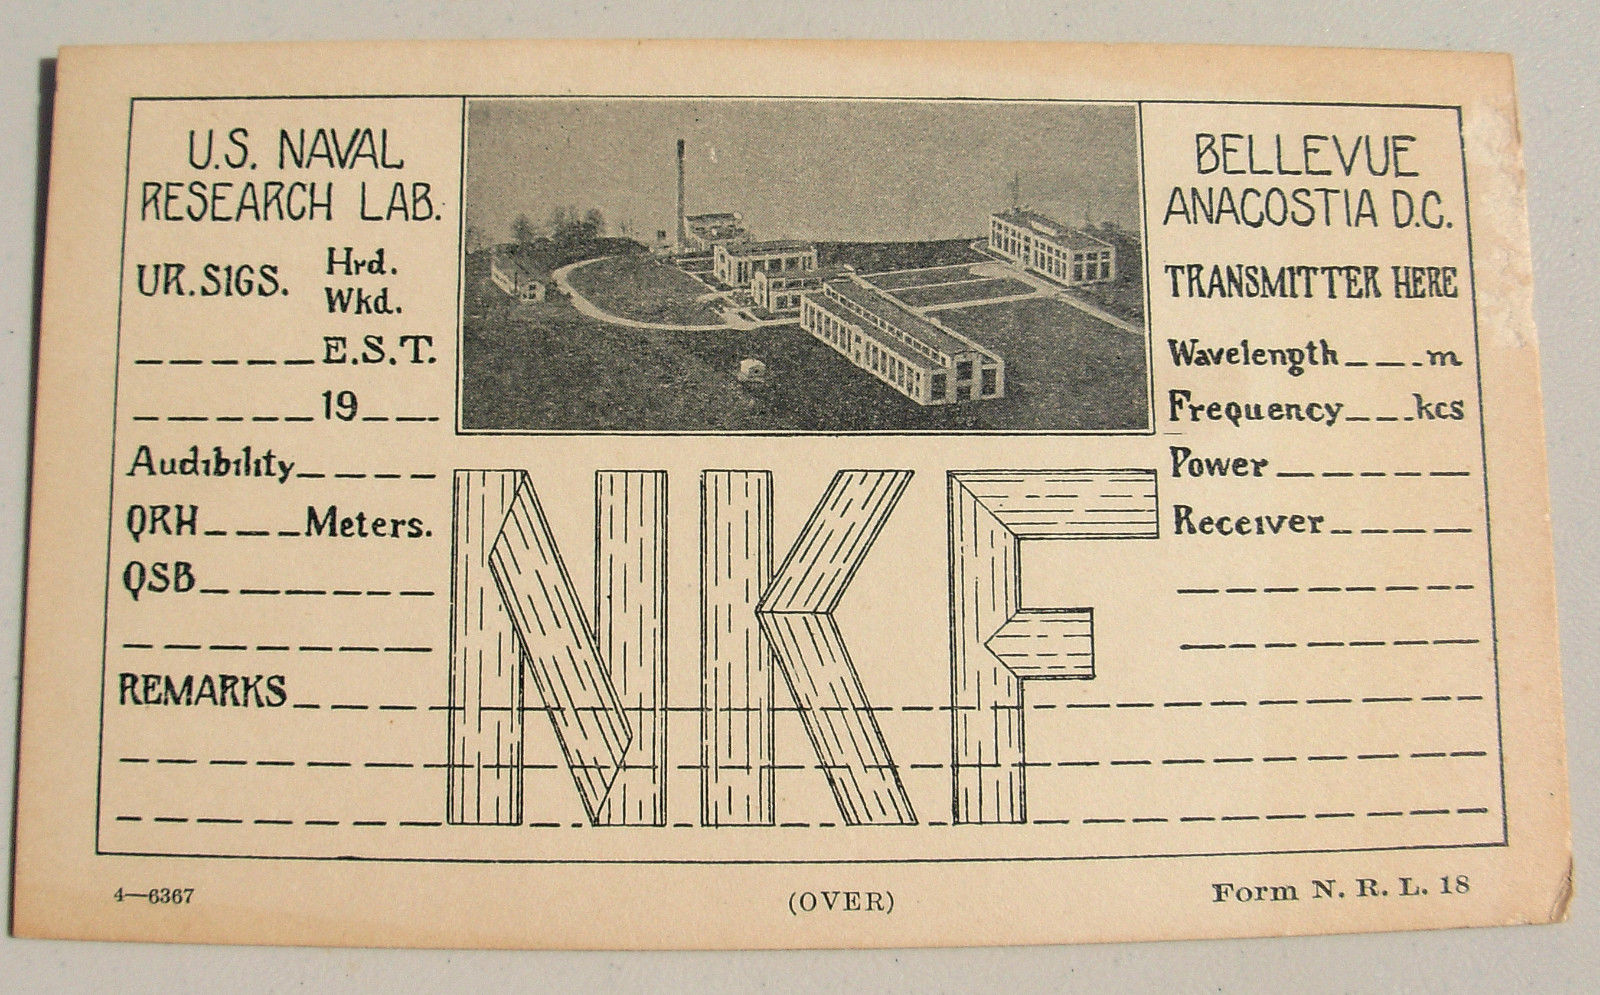 U.S. NAVAL
RESEARCH LAB.
UR.SIGS. Hrd.
Wkd.
_ _ _ _ _ E.S.T.
_ _ _ _ _ 19 _ _
Audibility _ _ _ _
QRH _ _ _ Meters.
QSB _ _ _ _ _ _
REMARKS
BELLEVUE
ANACOSTIA D.C.
TRANSMITTER HERE
Wavelength _ _ _ m
Frequency _ _ _ kcs
Power _ _ _ _ _
Receiver _ _ _ _
NKF
4—6367
(OVER)
Form N. R. L. 18